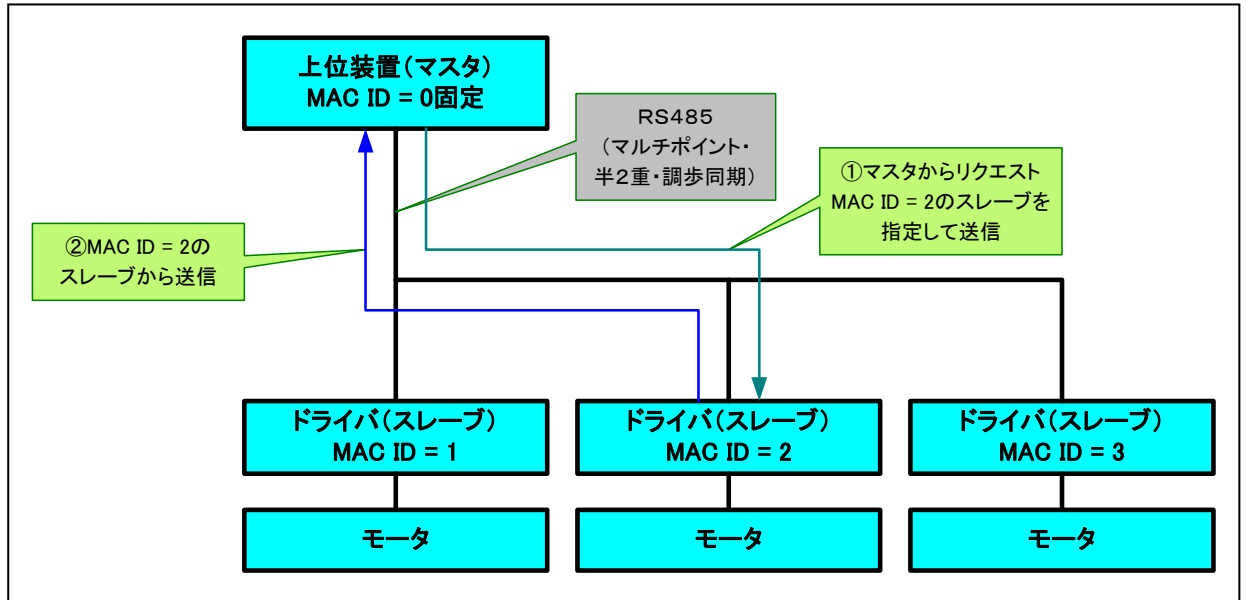 上位装置(マスタ)
MAC ID = 0固定
RS485
(マルチポイント・
半2重・調歩同期)
①マスタからリクエスト
MAC ID = 2のスレーブを
指定して送信
②MAC ID = 2の
スレーブから送信
ドライバ(スレーブ)
MAC ID = 1
ドライバ(スレーブ)
MAC ID = 2
ドライバ(スレーブ)
MAC ID = 3
モータ
モータ
モータ